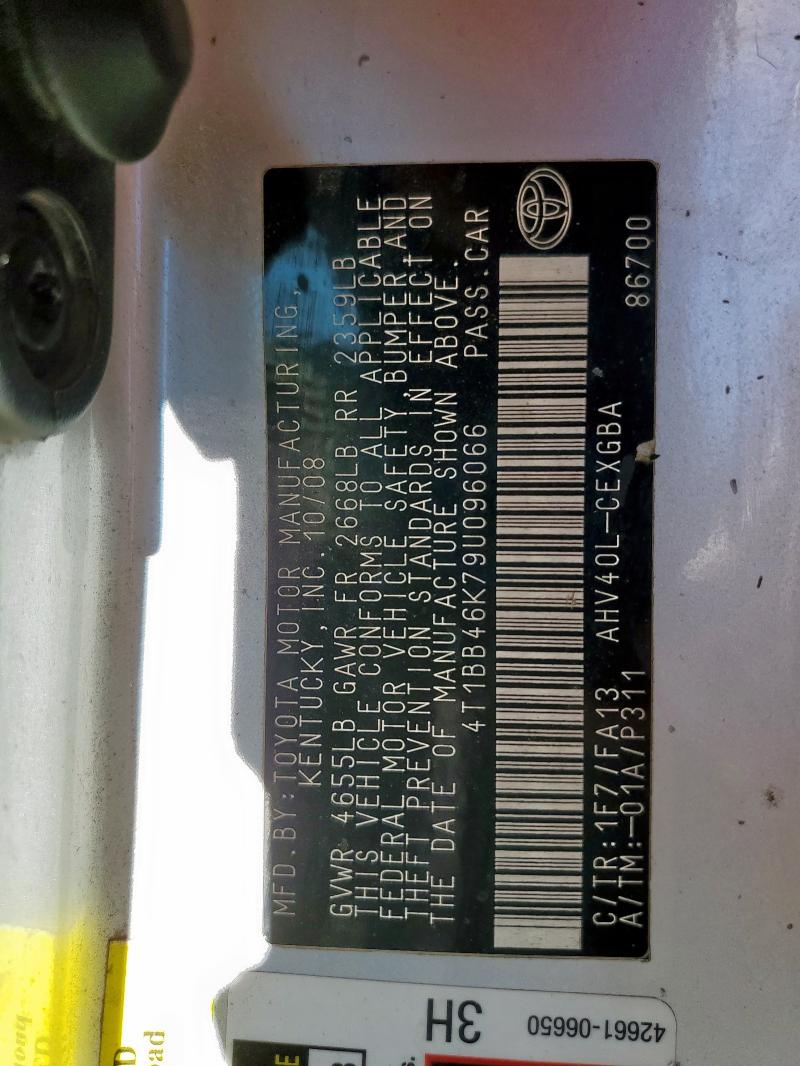 MFD.BY:TOYOTA MOTOR MANUFACTURING,
KENTUCKY,INC. 10/08
GVWR 4655LB GAWR FR 2668LB RR 2359LB
THIS VEHICLE CONFORMS TO ALL APPLICABLE
FEDERAL MOTOR VEHICLE SAFETY,BUMPER,AND
THEFT PREVENTION STANDARDS IN EFFECT ON
THE DATE OF MANUFACTURE SHOWN ABOVE.
4T1BB46K79U096066 PASS.CAR
C/TR:1F7/FA13 AHV40L-CEXGBA
A/TM:-01A/P311 86700
3H
42661-06650